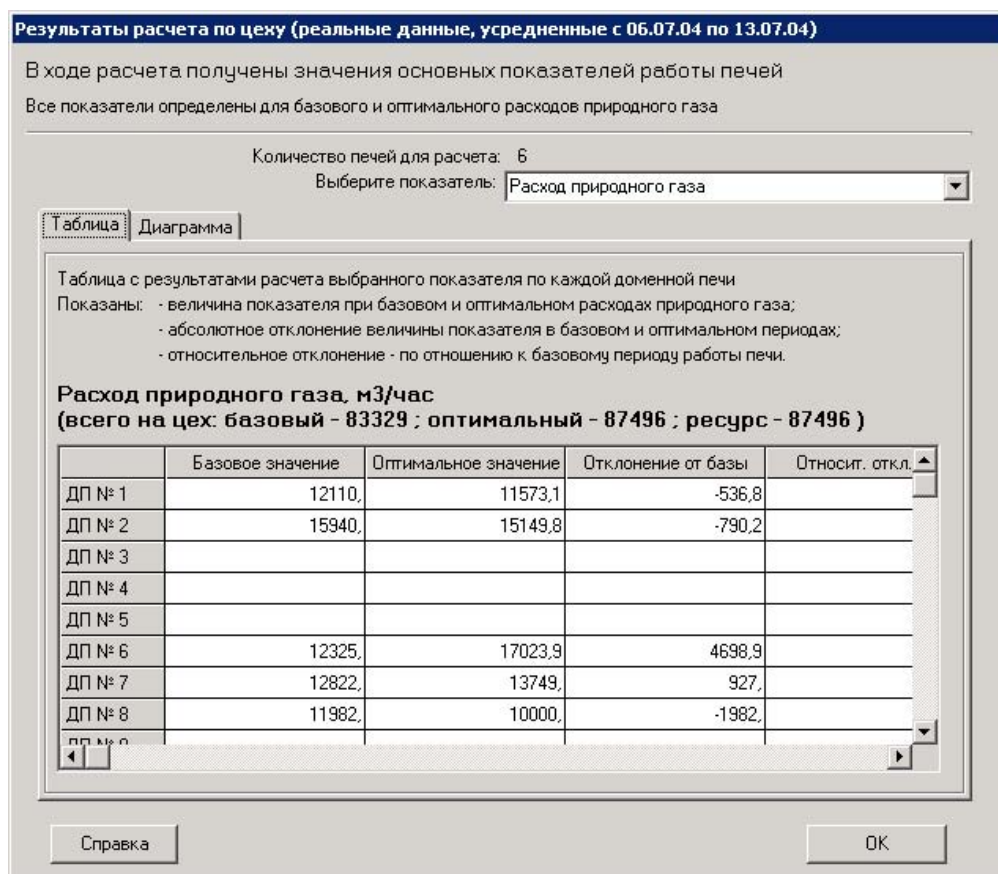 Результаты расчета по цеху (реальные данные, усредненные с 06.07.04 по 13.07.04)
В ходе расчета получены значения основных показателей работы печей
Все показатели определены для базового и оптимального расходов природного газа
Количество печей для расчета: 6
Выберите показатель: Расход природного газа
Таблица Диаграмма
Таблица с результатами расчета выбранного показателя по каждой доменной печи
Показаны: - величина показателя при базовом и оптимальном расходах природного газа;
- абсолютное отклонение величины показателя в базовом и оптимальном периодах;
- относительное отклонение - по отношению к базовому периоду работы печи.
Расход природного газа, м3/час
(всего на цех: базовый - 83329 ; оптимальный - 87496 ; ресурс - 87496 )
Базовое значение Оптимальное значение Отклонение от базы Относит. откл.
ДП № 1 12110, 11573,1 -536,8
ДП № 2 15940, 15149,8 -790,2
ДП № 3
ДП № 4
ДП № 5
ДП № 6 12325, 17023,9 4698,9
ДП № 7 12822, 13749, 927,
ДП № 8 11982, 10000, -1982,
Справка OK